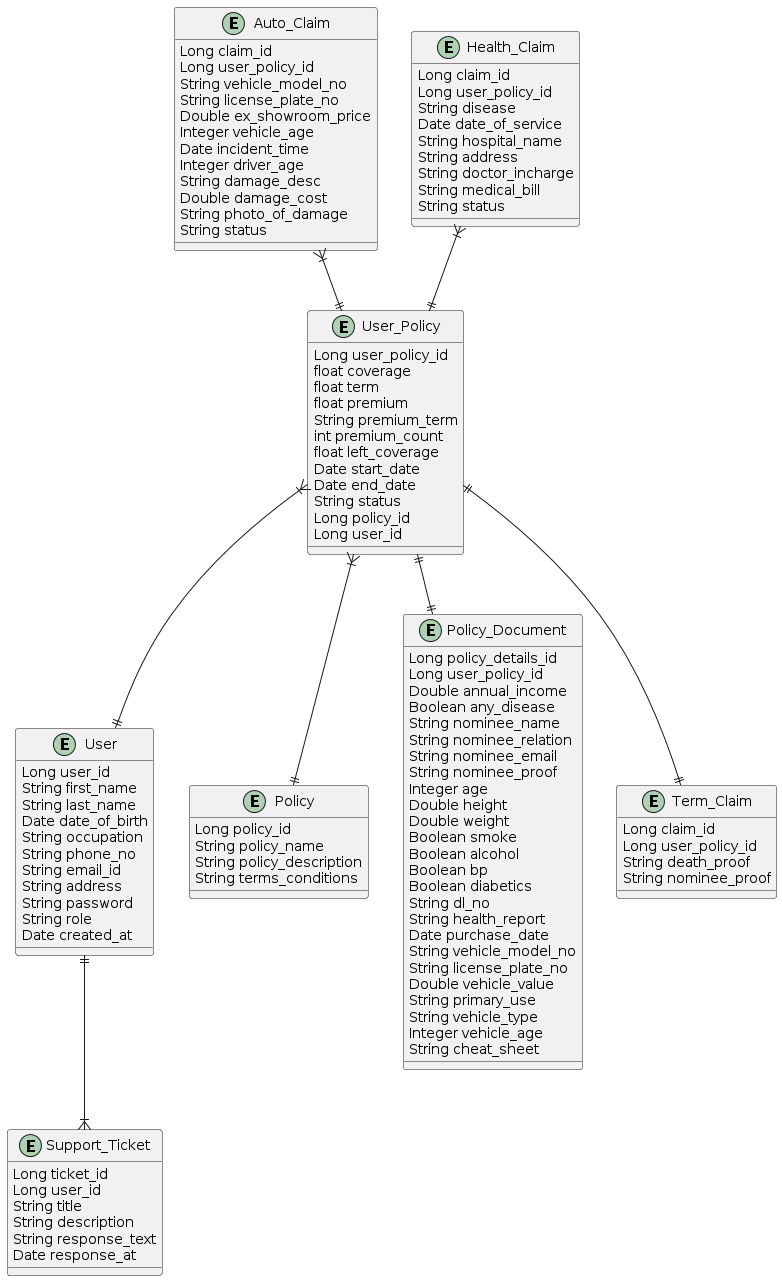 E Auto_Claim
Long claim_id
Long user_policy_id
String vehicle_model_no
String license_plate_no
Double ex_showroom_price
Integer vehicle_age
Date incident_time
Integer driver_age
String damage_desc
Double damage_cost
String photo_of_damage
String status
E Health_Claim
Long claim_id
Long user_policy_id
String disease
Date date_of_service
String hospital_name
String address
String doctor_incharge
String medical_bill
String status
E User_Policy
Long user_policy_id
float coverage
float term
float premium
String premium_term
int premium_count
float left_coverage
Date start_date
Date end_date
String status
Long policy_id
Long user_id
E User
Long user_id
String first_name
String last_name
Date date_of_birth
String occupation
String phone_no
String email_id
String address
String password
String role
Date created_at
E Policy
Long policy_id
String policy_name
String policy_description
String terms_conditions
E Policy_Document
Long policy_details_id
Long user_policy_id
Double annual_income
Boolean any_disease
String nominee_name
String nominee_relation
String nominee_email
String nominee_proof
Integer age
Double height
Double weight
Boolean smoke
Boolean alcohol
Boolean bp
Boolean diabetics
String dl_no
String health_report
Date purchase_date
String vehicle_model_no
String license_plate_no
Double vehicle_value
String primary_use
String vehicle_type
Integer vehicle_age
String cheat_sheet
E Term_Claim
Long claim_id
Long user_policy_id
String death_proof
String nominee_proof
E Support_Ticket
Long ticket_id
Long user_id
String title
String description
String response_text
Date response_at